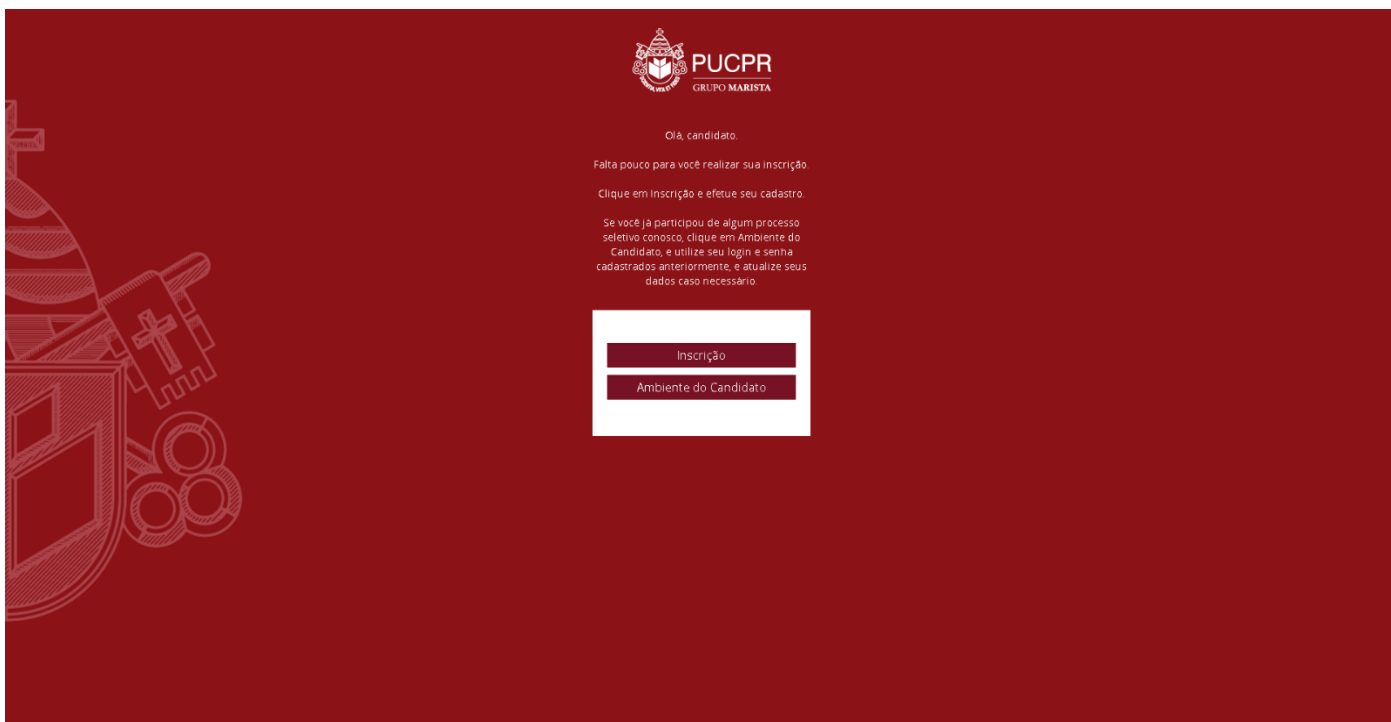 PUCPR
GRUPO MARISTA
Olá, candidato.
Falta pouco para você realizar sua inscrição.
Clique em Inscrição e efetue seu cadastro.
Se você já participou de algum processo
seletivo conosco, clique em Ambiente do
Candidato, e utilize seu login e senha
cadastrados anteriormente, e atualize seus
dados caso necessário.
Inscrição
Ambiente do Candidato